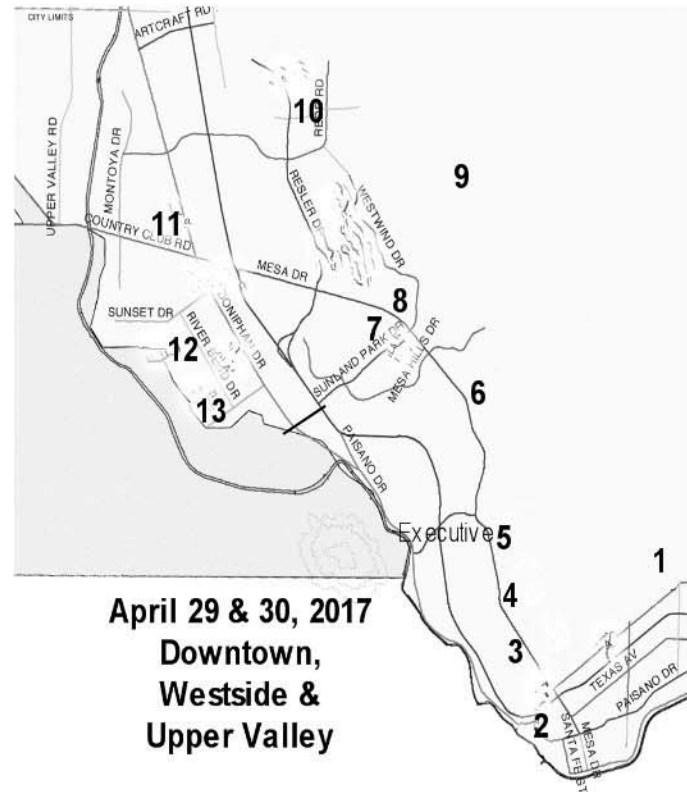 CITY LIMITS
ARTCRAFT RD
10
UPPER VALLEY RD
MONTOYA DR
RESLER DR
WESTWIND DR
9
11
COUNTRY CLUB RD
MESA DR
8
7
SUNSET DR
DONIPHAN DR
SUNLAND PARK DR
MESA HILLS DR
12
RIVER
DR
6
13
PAISANO DR
Executive
5
1
4
3
TEXAS AV
PAISANO DR
2
SANTA FE ST
MESA DR
April 29 & 30, 2017
Downtown,
Westside &
Upper Valley